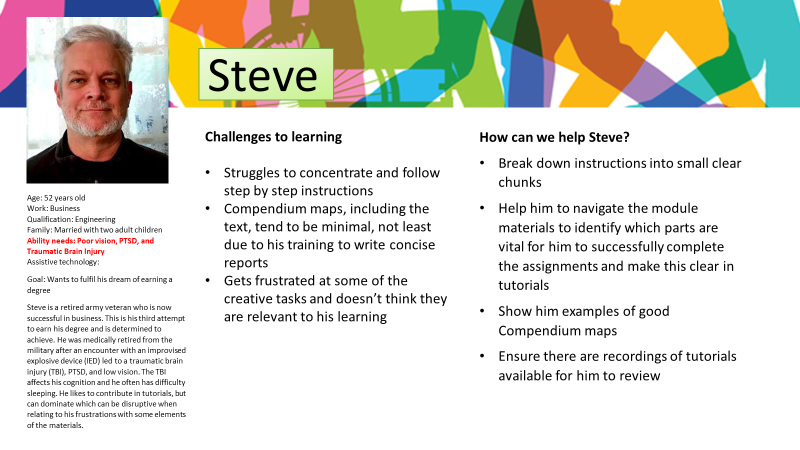 Steve
Age: 52 years old
Work: Business
Qualification: Engineering
Family: Married with two adult children
Ability needs: Poor vision, PTSD, and
Traumatic Brain Injury
Assistive technology:
Goal: Wants to fulfil his dream of earning a
degree
Steve is a retired army veteran who is now
successful in business. This is his third attempt
to earn his degree and is determined to
achieve. He was medically retired from the
military after an encounter with an improvised
explosive device (IED) led to a traumatic brain
injury (TBI), PTSD, and low vision. The TBI
affects his cognition and he often has difficulty
sleeping. He likes to contribute in tutorials, but
can dominate which can be disruptive when
relating to his frustrations with some elements
of the materials.
Challenges to learning
• Struggles to concentrate and follow
step by step instructions
• Compendium maps, including the
text, tend to be minimal, not least
due to his training to write concise
reports
• Gets frustrated at some of the
creative tasks and doesn’t think they
are relevant to his learning
How can we help Steve?
• Break down instructions into small clear
chunks
• Help him to navigate the module
materials to identify which parts are
vital for him to successfully complete
the assignments and make this clear in
tutorials
• Show him examples of good
Compendium maps
• Ensure there are recordings of tutorials
available for him to review